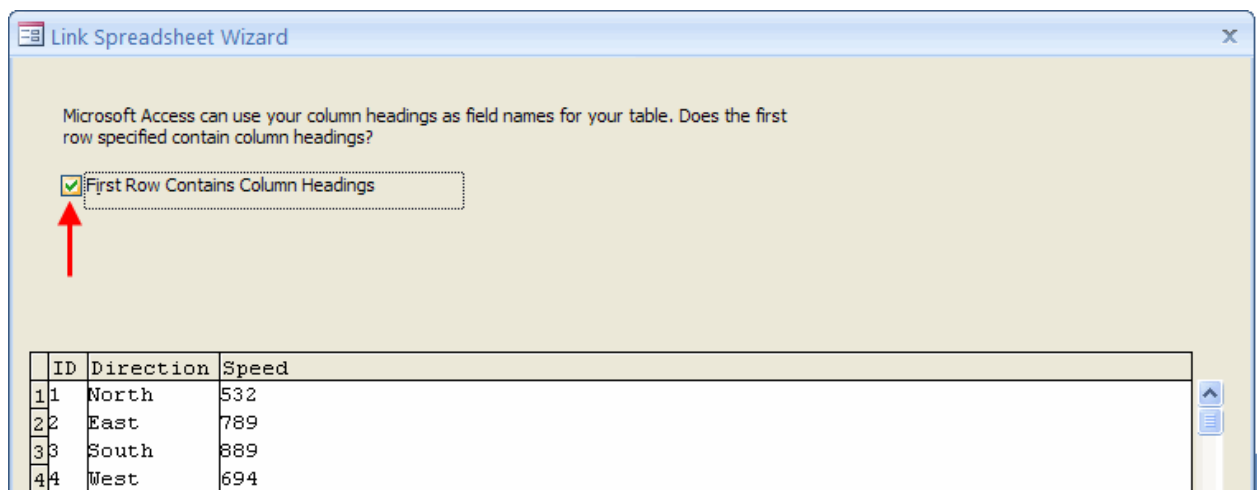 Link Spreadsheet Wizard
Microsoft Access can use your column headings as field names for your table. Does the first
row specified contain column headings?
First Row Contains Column Headings
ID Direction Speed
1 1 North 532
2 2 East 789
3 3 South 889
4 4 West 694